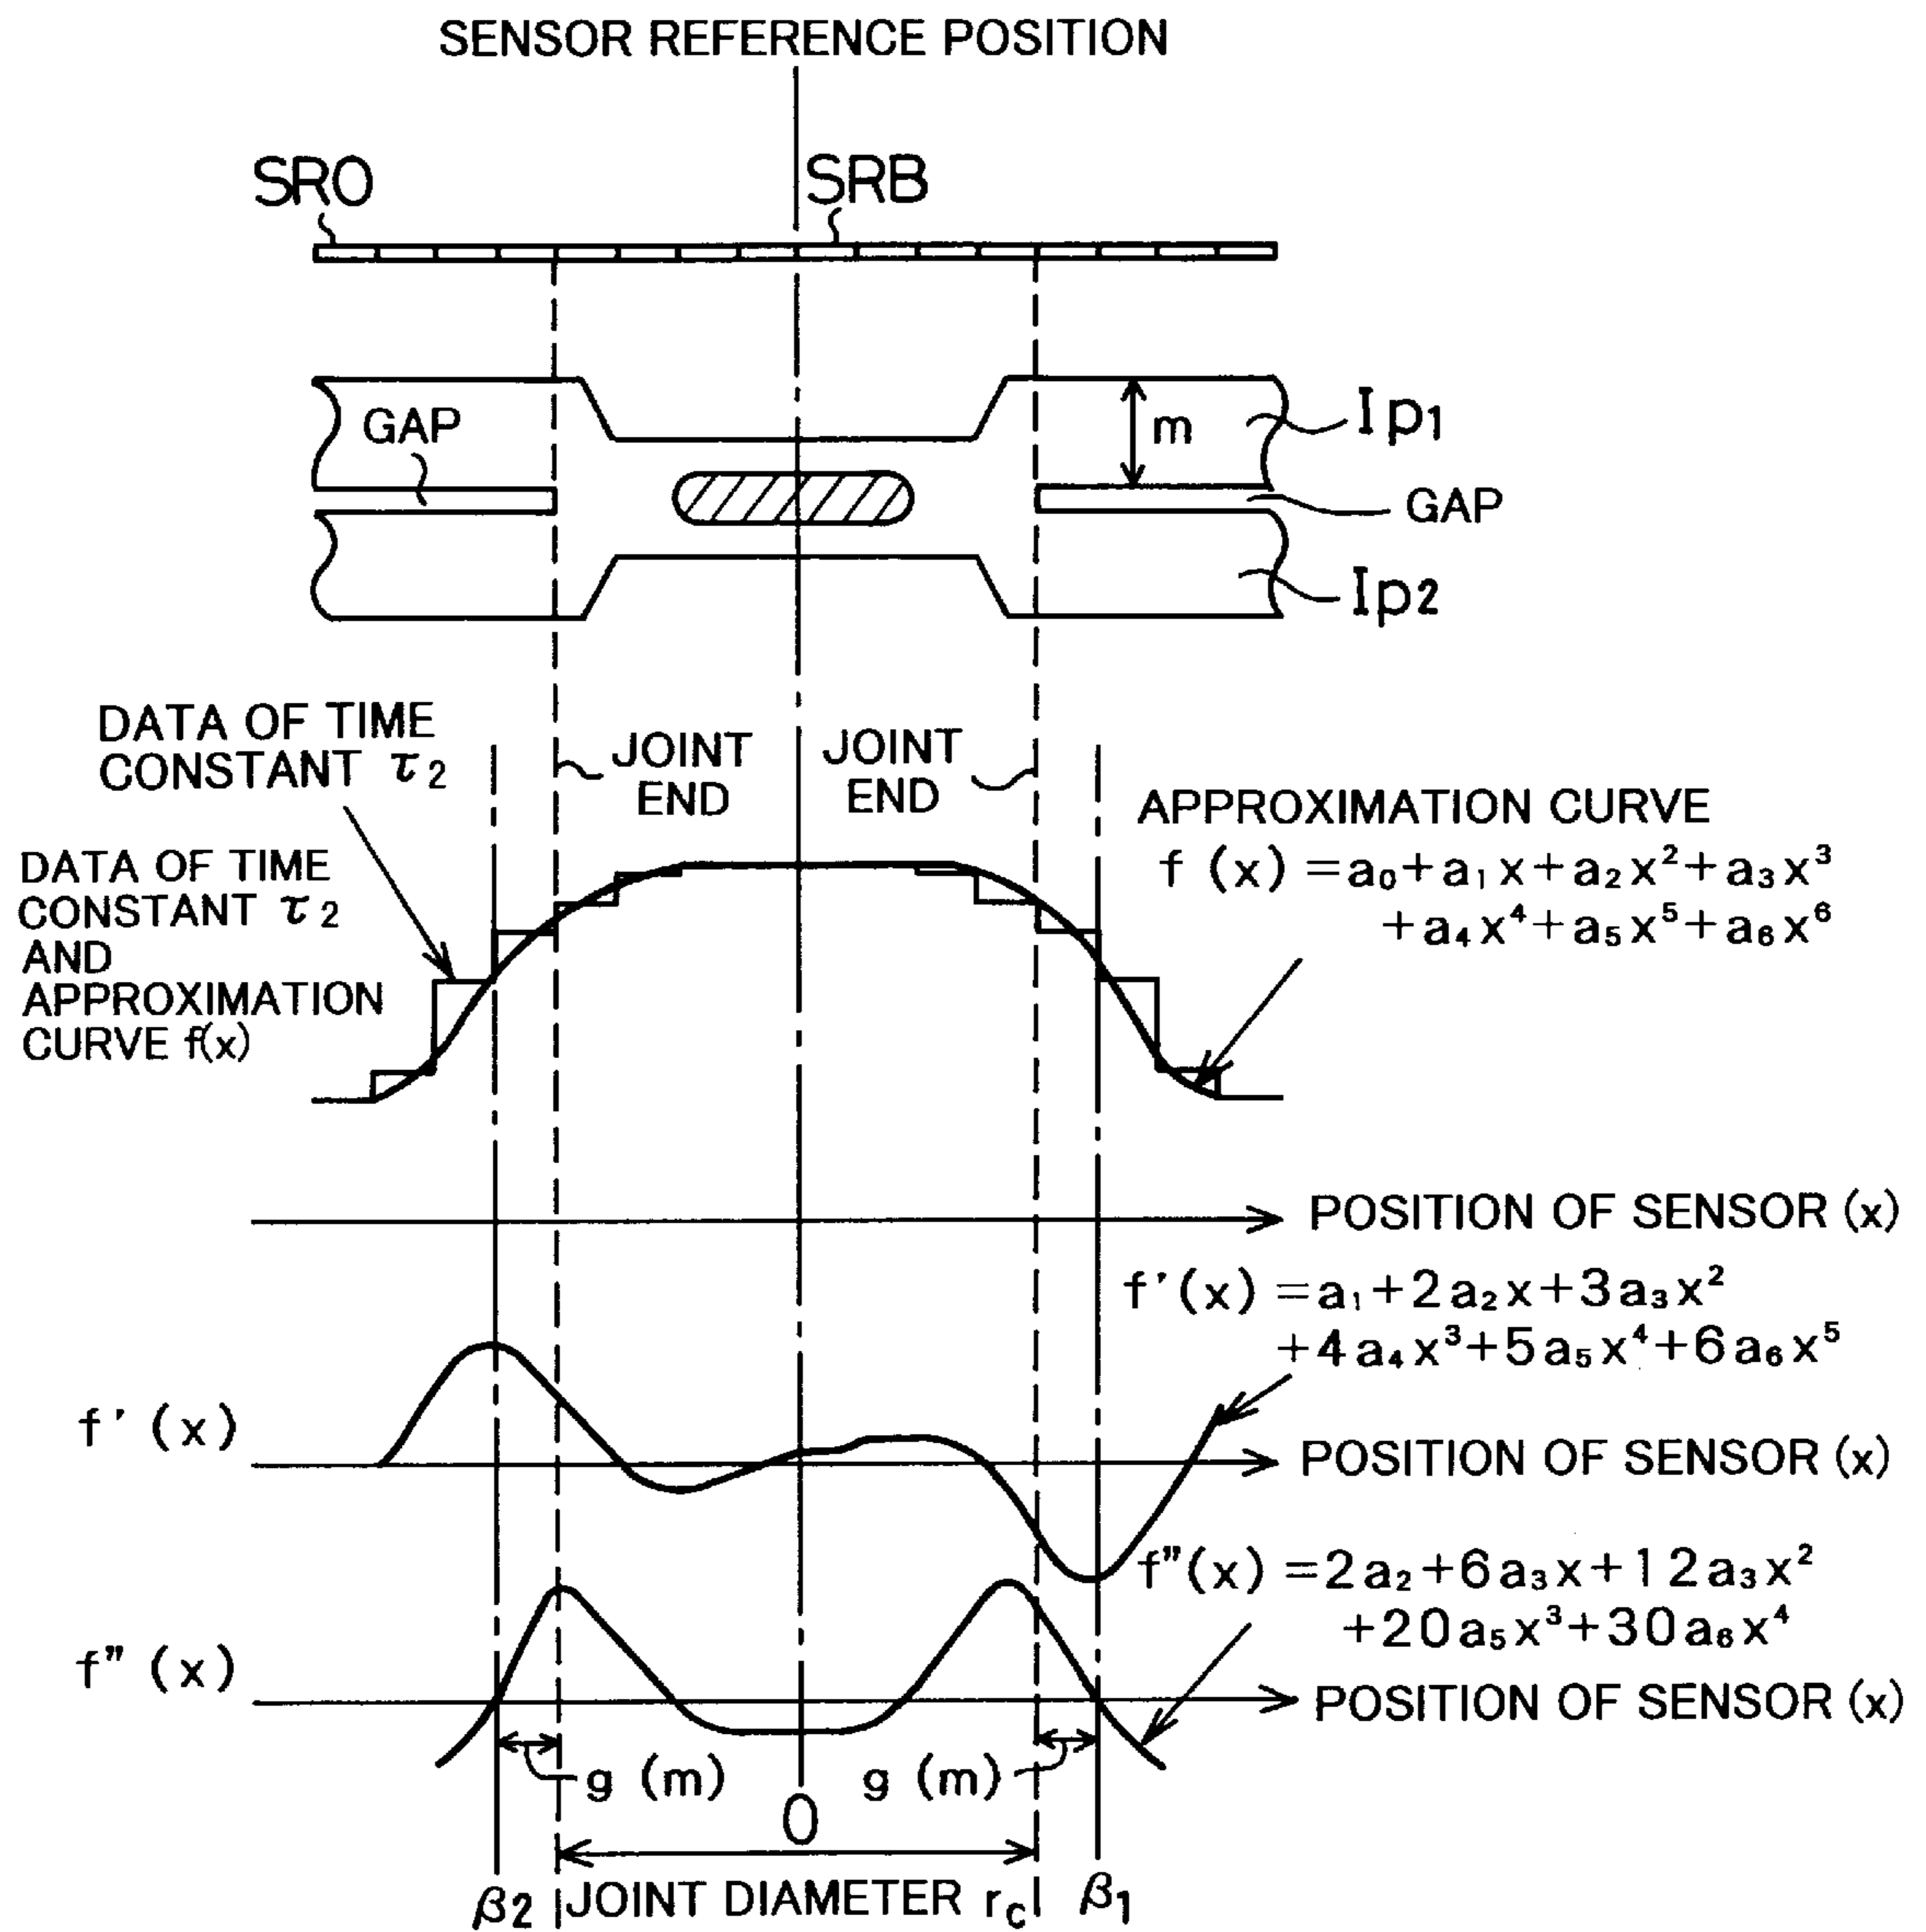 SENSOR REFERENCE POSITION
SR0
SRB
GAP
m
Ip1
GAP
Ip2
DATA OF TIME
CONSTANT τ2
JOINT
END
JOINT
END
APPROXIMATION CURVE
f (x) =a₀+a₁x+a₂x²+a₃x³
+a₄x⁴+a₅x⁵+a₆x⁶
DATA OF TIME
CONSTANT τ2
AND
APPROXIMATION
CURVE f(x)
POSITION OF SENSOR (x)
f'(x) =a₁+2a₂x+3a₃x²
+4a₄x³+5a₅x⁴+6a₆x⁵
f' (x)
POSITION OF SENSOR (x)
f"(x) =2a₂+6a₃x+12a₃x²
+20a₅x³+30a₆x⁴
f" (x)
POSITION OF SENSOR (x)
g (m)
g (m)
0
β2
JOINT DIAMETER rc
β1